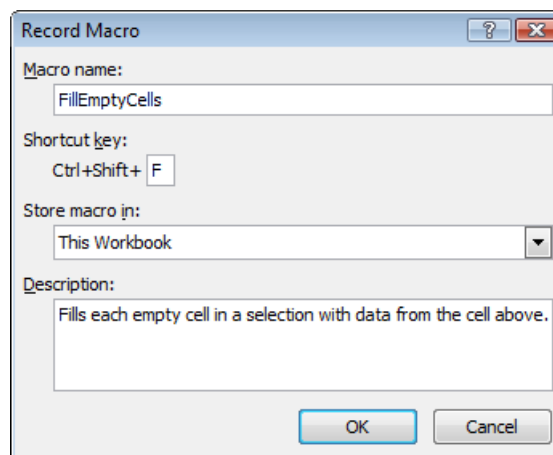 Record Macro
Macro name:
FillEmptyCells
Shortcut key:
Ctrl+Shift+ F
Store macro in:
This Workbook
Description:
Fills each empty cell in a selection with data from the cell above.
OK Cancel